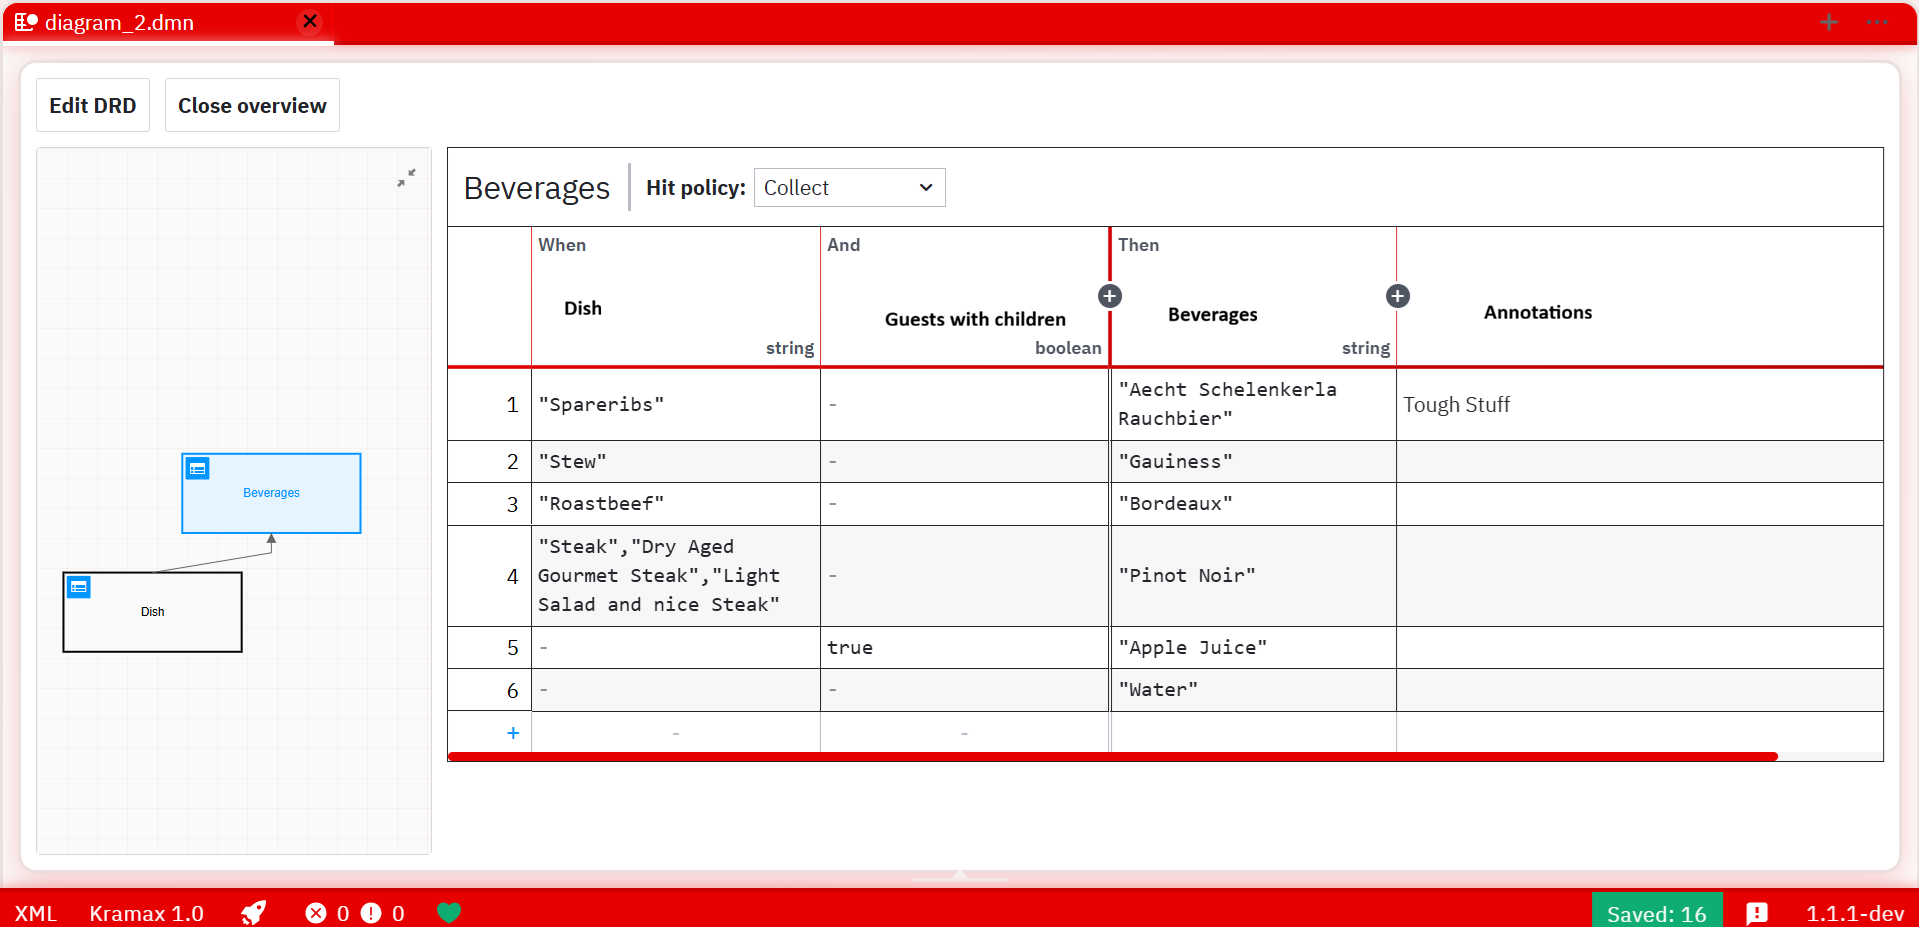 diagram_2.dmn
Edit DRD
Close overview
Beverages
Dish
Beverages
Hit policy: Collect
When
And
Then
Dish
Guests with children
Beverages
Annotations
string
boolean
string
1 "Spareribs" - "Aecht Schelenkerla
Rauchbier" Tough Stuff
2 "Stew" - "Gauiness"
3 "Roastbeef" - "Bordeaux"
4 "Steak","Dry Aged
Gourmet Steak","Light
Salad and nice Steak" - "Pinot Noir"
5 - true "Apple Juice"
6 - - "Water"
+ - -
XML
Kramax 1.0
0
0
Saved: 16
1.1.1-dev